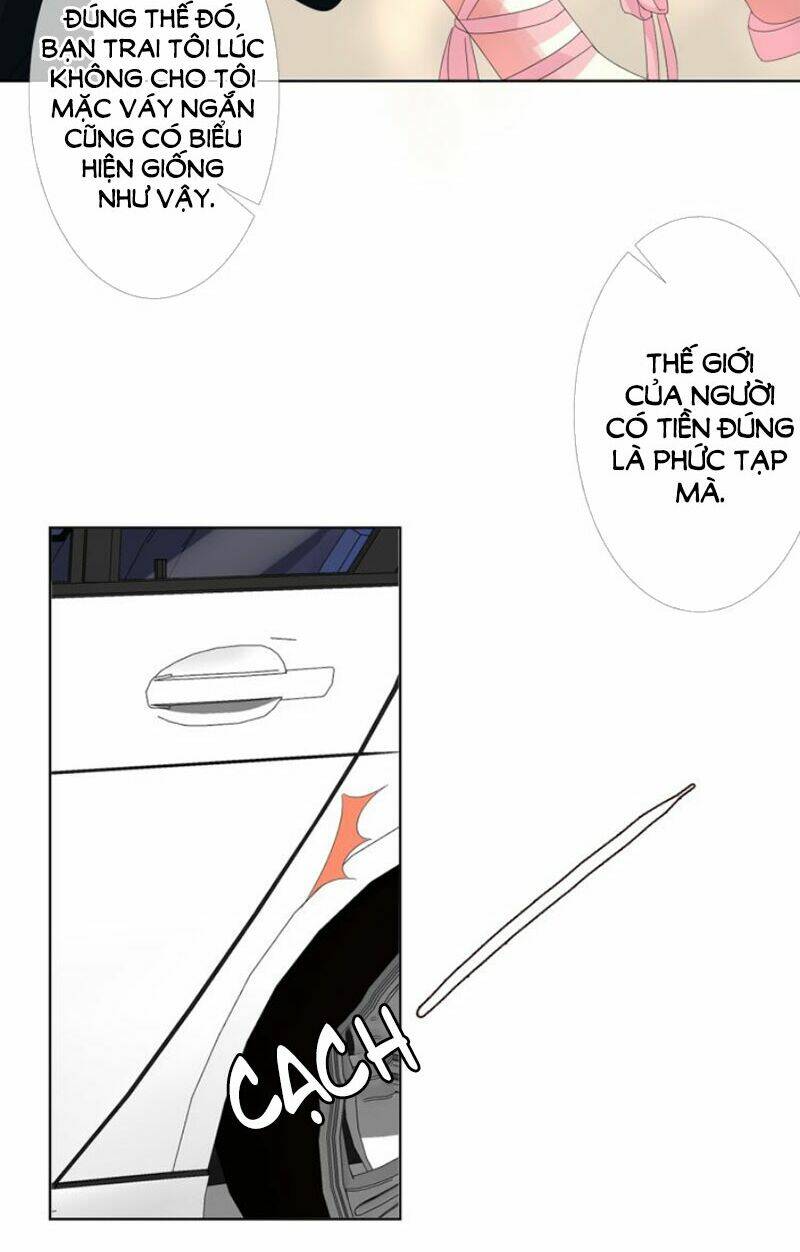 ĐÚNG THẾ ĐÓ,
BẠN TRAI TÔI LÚC
KHÔNG CHO TÔI
MẶC VÁY NGẮN
CŨNG CÓ BIỂU
HIỆN GIỐNG
NHƯ VẬY.
THẾ GIỚI
CỦA NGƯỜI
CÓ TIỀN ĐÚNG
LÀ PHỨC TẠP
MÀ.
CẠCH